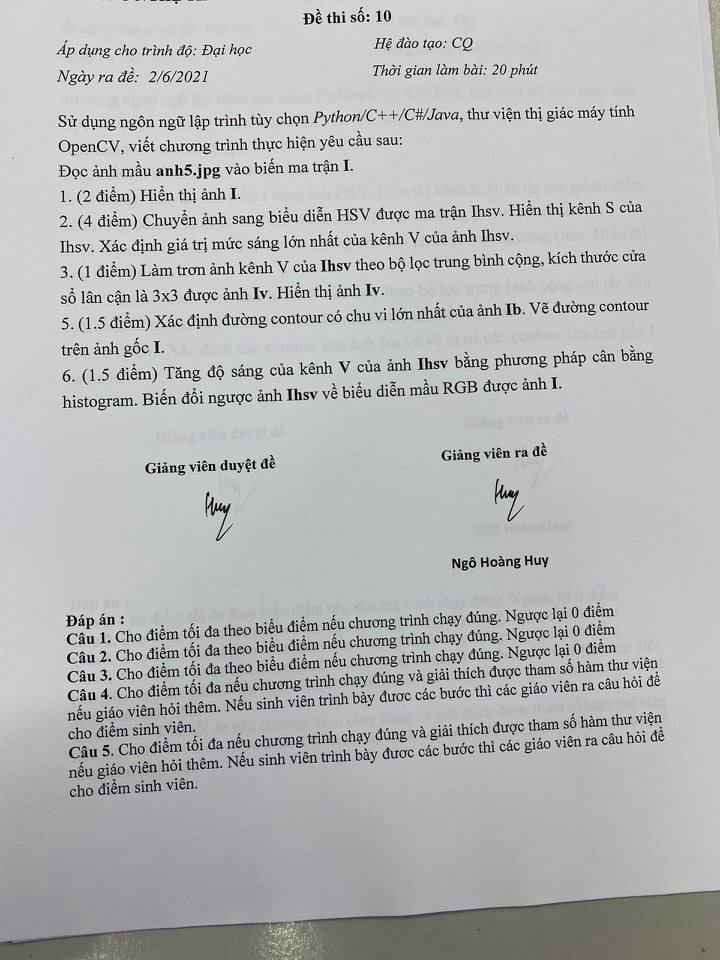 Đề thi số: 10
Áp dụng cho trình độ: Đại học
Hệ đào tạo: CQ
Ngày ra đề: 2/6/2021
Thời gian làm bài: 20 phút
Sử dụng ngôn ngữ lập trình tùy chọn Python/C++/C#/Java, thư viện thị giác máy tính
OpenCV, viết chương trình thực hiện yêu cầu sau:
Đọc ảnh mầu anh5.jpg vào biến ma trận I.
1. (2 điểm) Hiển thị ảnh I.
2. (4 điểm) Chuyển ảnh sang biểu diễn HSV được ma trận Ihsv. Hiển thị kênh S của
Ihsv. Xác định giá trị mức sáng lớn nhất của kênh V của ảnh Ihsv.
3. (1 điểm) Làm trơn ảnh kênh V của Ihsv theo bộ lọc trung bình cộng, kích thước cửa
sổ lân cận là 3x3 được ảnh Iv. Hiển thị ảnh Iv.
5. (1.5 điểm) Xác định đường contour có chu vi lớn nhất của ảnh Ib. Vẽ đường contour
trên ảnh gốc I.
6. (1.5 điểm) Tăng độ sáng của kênh V của ảnh Ihsv bằng phương pháp cân bằng
histogram. Biến đổi ngược ảnh Ihsv về biểu diễn mầu RGB được ảnh I.
Giảng viên duyệt đề
Giảng viên ra đề
Huy
Huy
Ngô Hoàng Huy
Đáp án :
Câu 1. Cho điểm tối đa theo biểu điểm nếu chương trình chạy đúng. Ngược lại 0 điểm
Câu 2. Cho điểm tối đa theo biểu điểm nếu chương trình chạy đúng. Ngược lại 0 điểm
Câu 3. Cho điểm tối đa theo biểu điểm nếu chương trình chạy đúng. Ngược lại 0 điểm
Câu 4. Cho điểm tối đa nếu chương trình chạy đúng và giải thích được tham số hàm thư viện
nếu giáo viên hỏi thêm. Nếu sinh viên trình bày đươc các bước thì các giáo viên ra câu hỏi để
cho điểm sinh viên.
Câu 5. Cho điểm tối đa nếu chương trình chạy đúng và giải thích được tham số hàm thư viện
nếu giáo viên hỏi thêm. Nếu sinh viên trình bày đươc các bước thì các giáo viên ra câu hỏi để
cho điểm sinh viên.